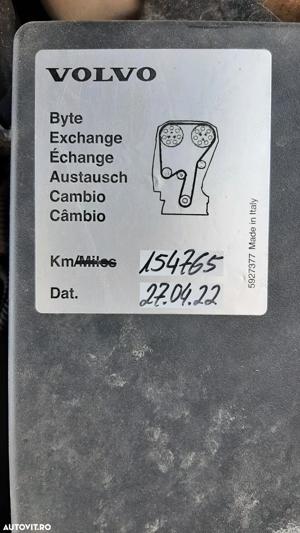 VOLVO
Byte
Exchange
Échange
Austausch
Cambio
Câmbio
Km/Miles 154765
Dat. 27.04.22
5927377 Made in Italy
AUTOVIT.RO